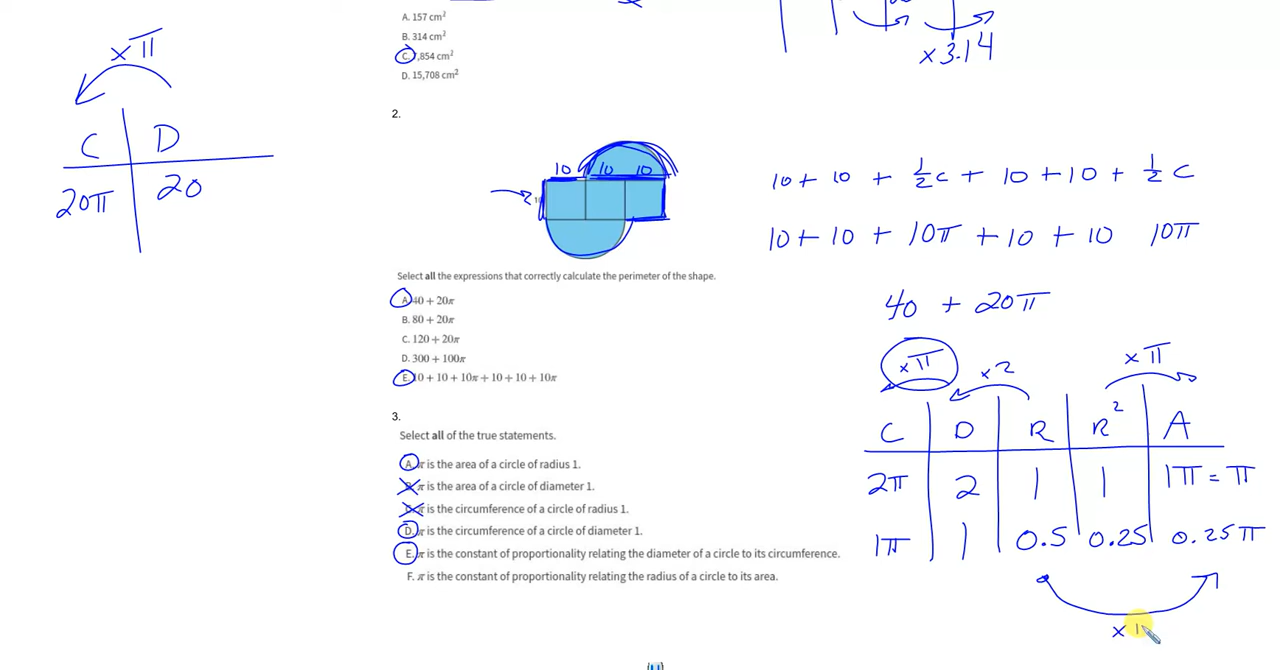 A. 157 cm²
B. 314 cm²
C. 7,854 cm²
D. 15,708 cm²
x 3.14
xπ
C D
20π 20
2.
10 10 10
10 + 10 + 1/2 C + 10 + 10 + 1/2 C
10 + 10 + 10π + 10 + 10 10π
Select all the expressions that correctly calculate the perimeter of the shape.
A. 40 + 20π
B. 80 + 20π
C. 120 + 20π
D. 300 + 100π
E. 10 + 10 + 10π + 10 + 10 + 10π
40 + 20π
xπ x2 xπ
C D R R² A
2π 2 1 1 1π = π
1π 1 0.5 0.25 0.25π
x 1
3.
Select all of the true statements.
A. π is the area of a circle of radius 1.
B. π is the area of a circle of diameter 1.
C. π is the circumference of a circle of radius 1.
D. π is the circumference of a circle of diameter 1.
E. π is the constant of proportionality relating the diameter of a circle to its circumference.
F. π is the constant of proportionality relating the radius of a circle to its area.